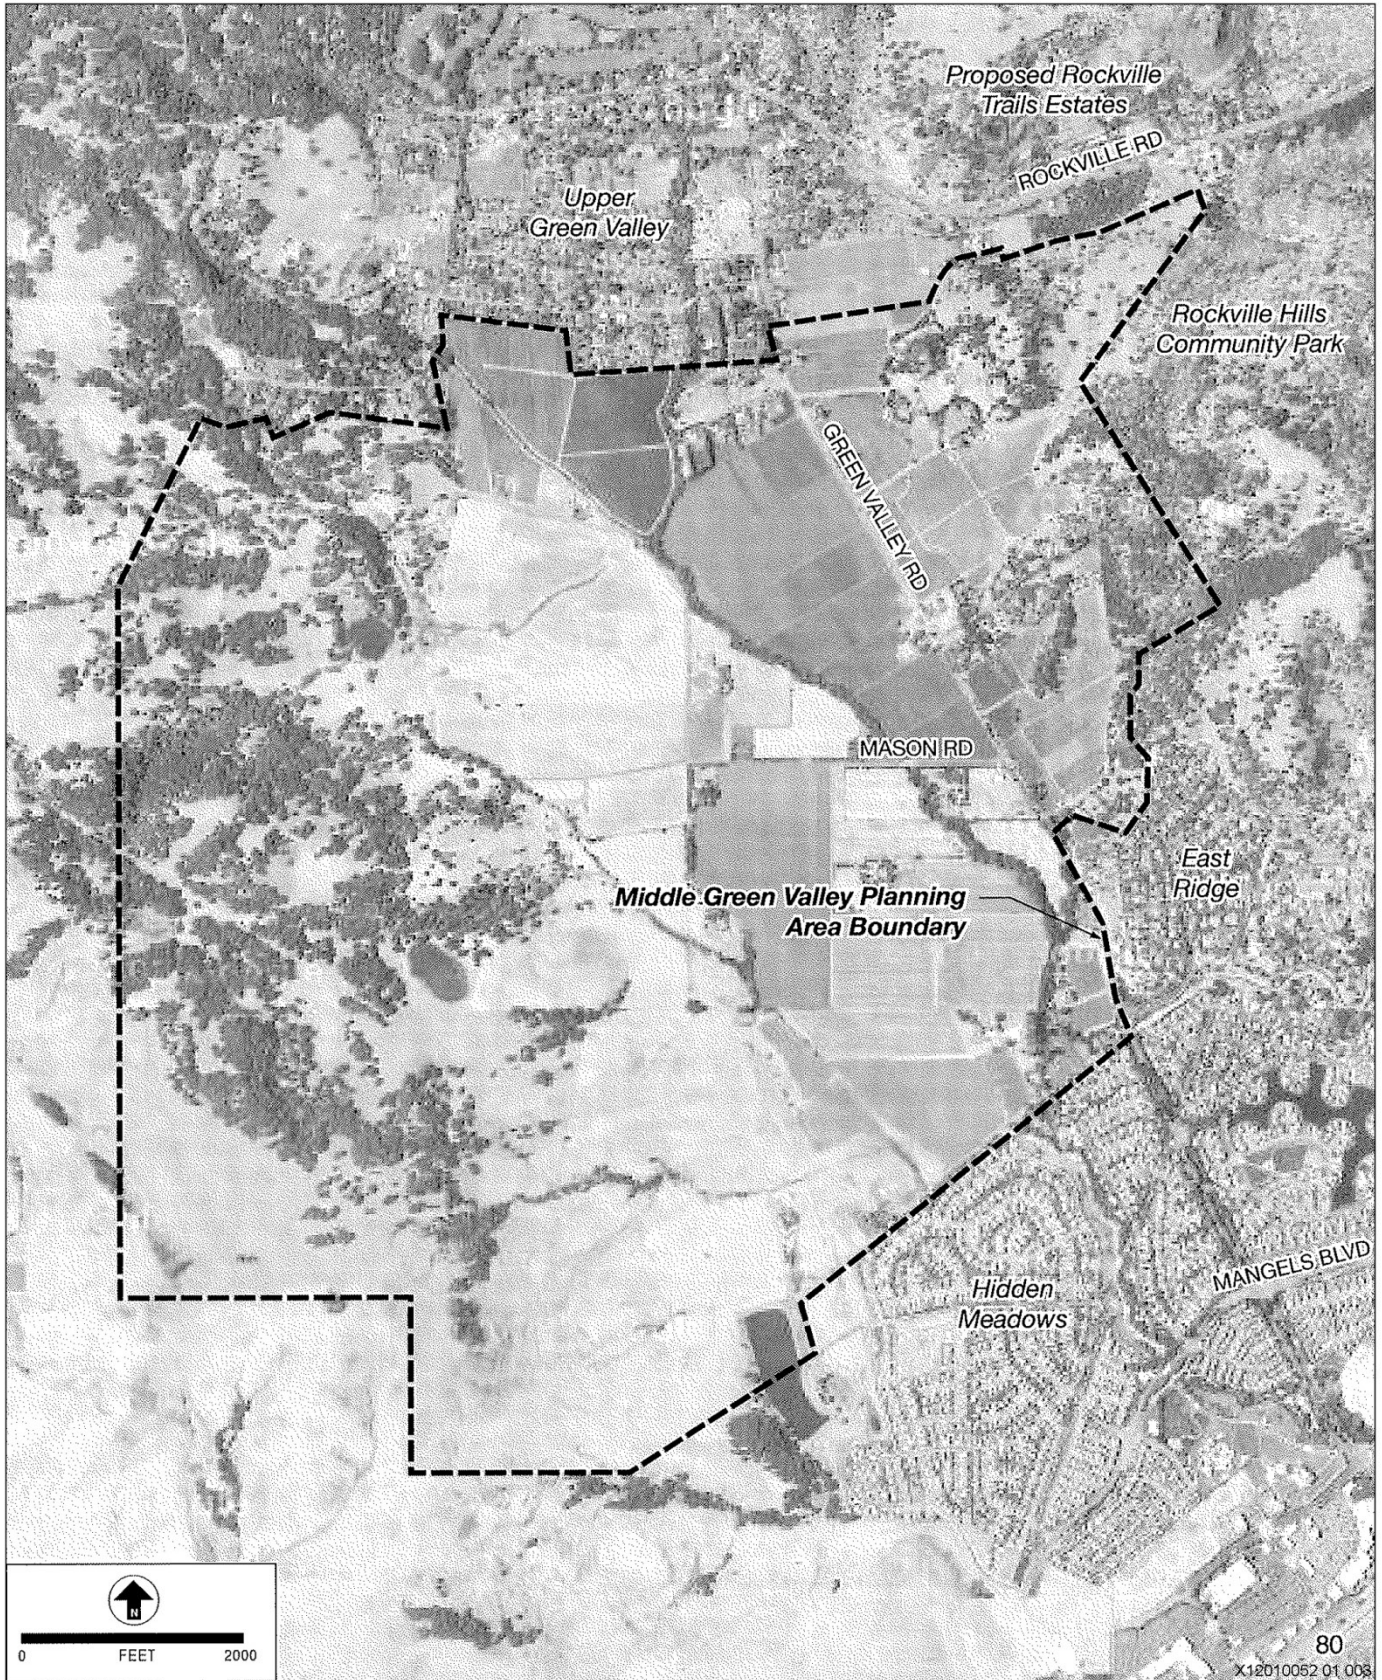 Proposed Rockville
Trails Estates
ROCKVILLE RD
Upper
Green Valley
Rockville Hills
Community Park
GREEN VALLEY RD
MASON RD
East
Ridge
Middle Green Valley Planning
Area Boundary
MANGELS BLVD
Hidden
Meadows
N
0 FEET 2000
80
X12010052 01 003